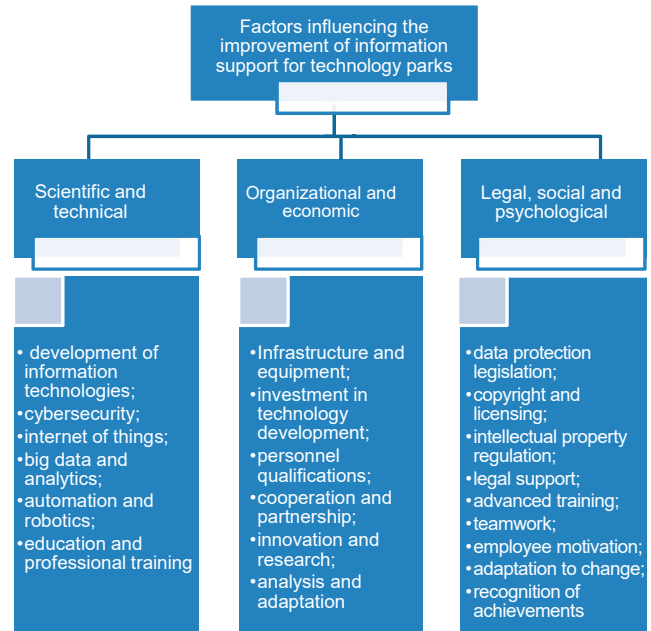 Factors influencing the
improvement of information
support for technology parks
Scientific and
technical
Organizational and
economic
Legal, social and
psychological
• development of
information
technologies;
•cybersecurity;
•internet of things;
•big data and
analytics;
•automation and
robotics;
•education and
professional training
•Infrastructure and
equipment;
•investment in
technology
development;
•personnel
qualifications;
•cooperation and
partnership;
•innovation and
research;
•analysis and
adaptation
•data protection
legislation;
•copyright and
licensing;
•intellectual property
regulation;
•legal support;
•advanced training;
•teamwork;
•employee motivation;
•adaptation to change;
•recognition of
achievements